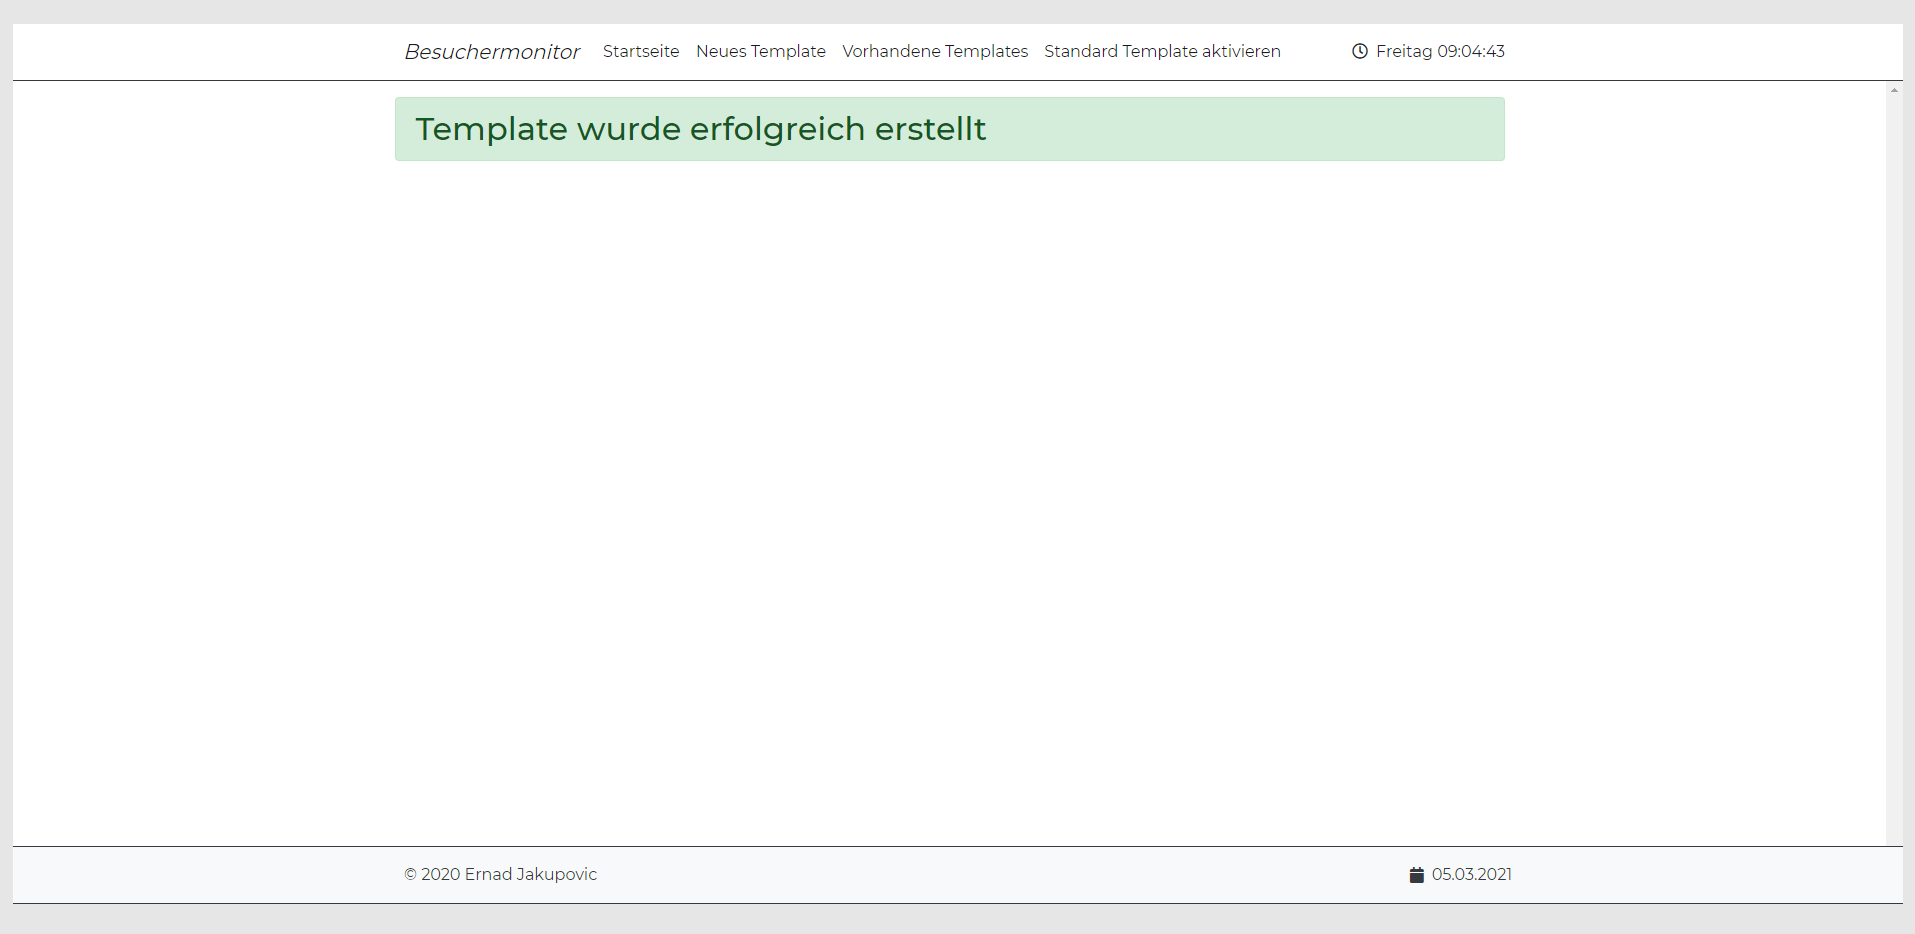 Besuchermonitor Startseite Neues Template Vorhandene Templates Standard Template aktivieren Freitag 09:04:43
Template wurde erfolgreich erstellt
© 2020 Ernad Jakupovic 05.03.2021